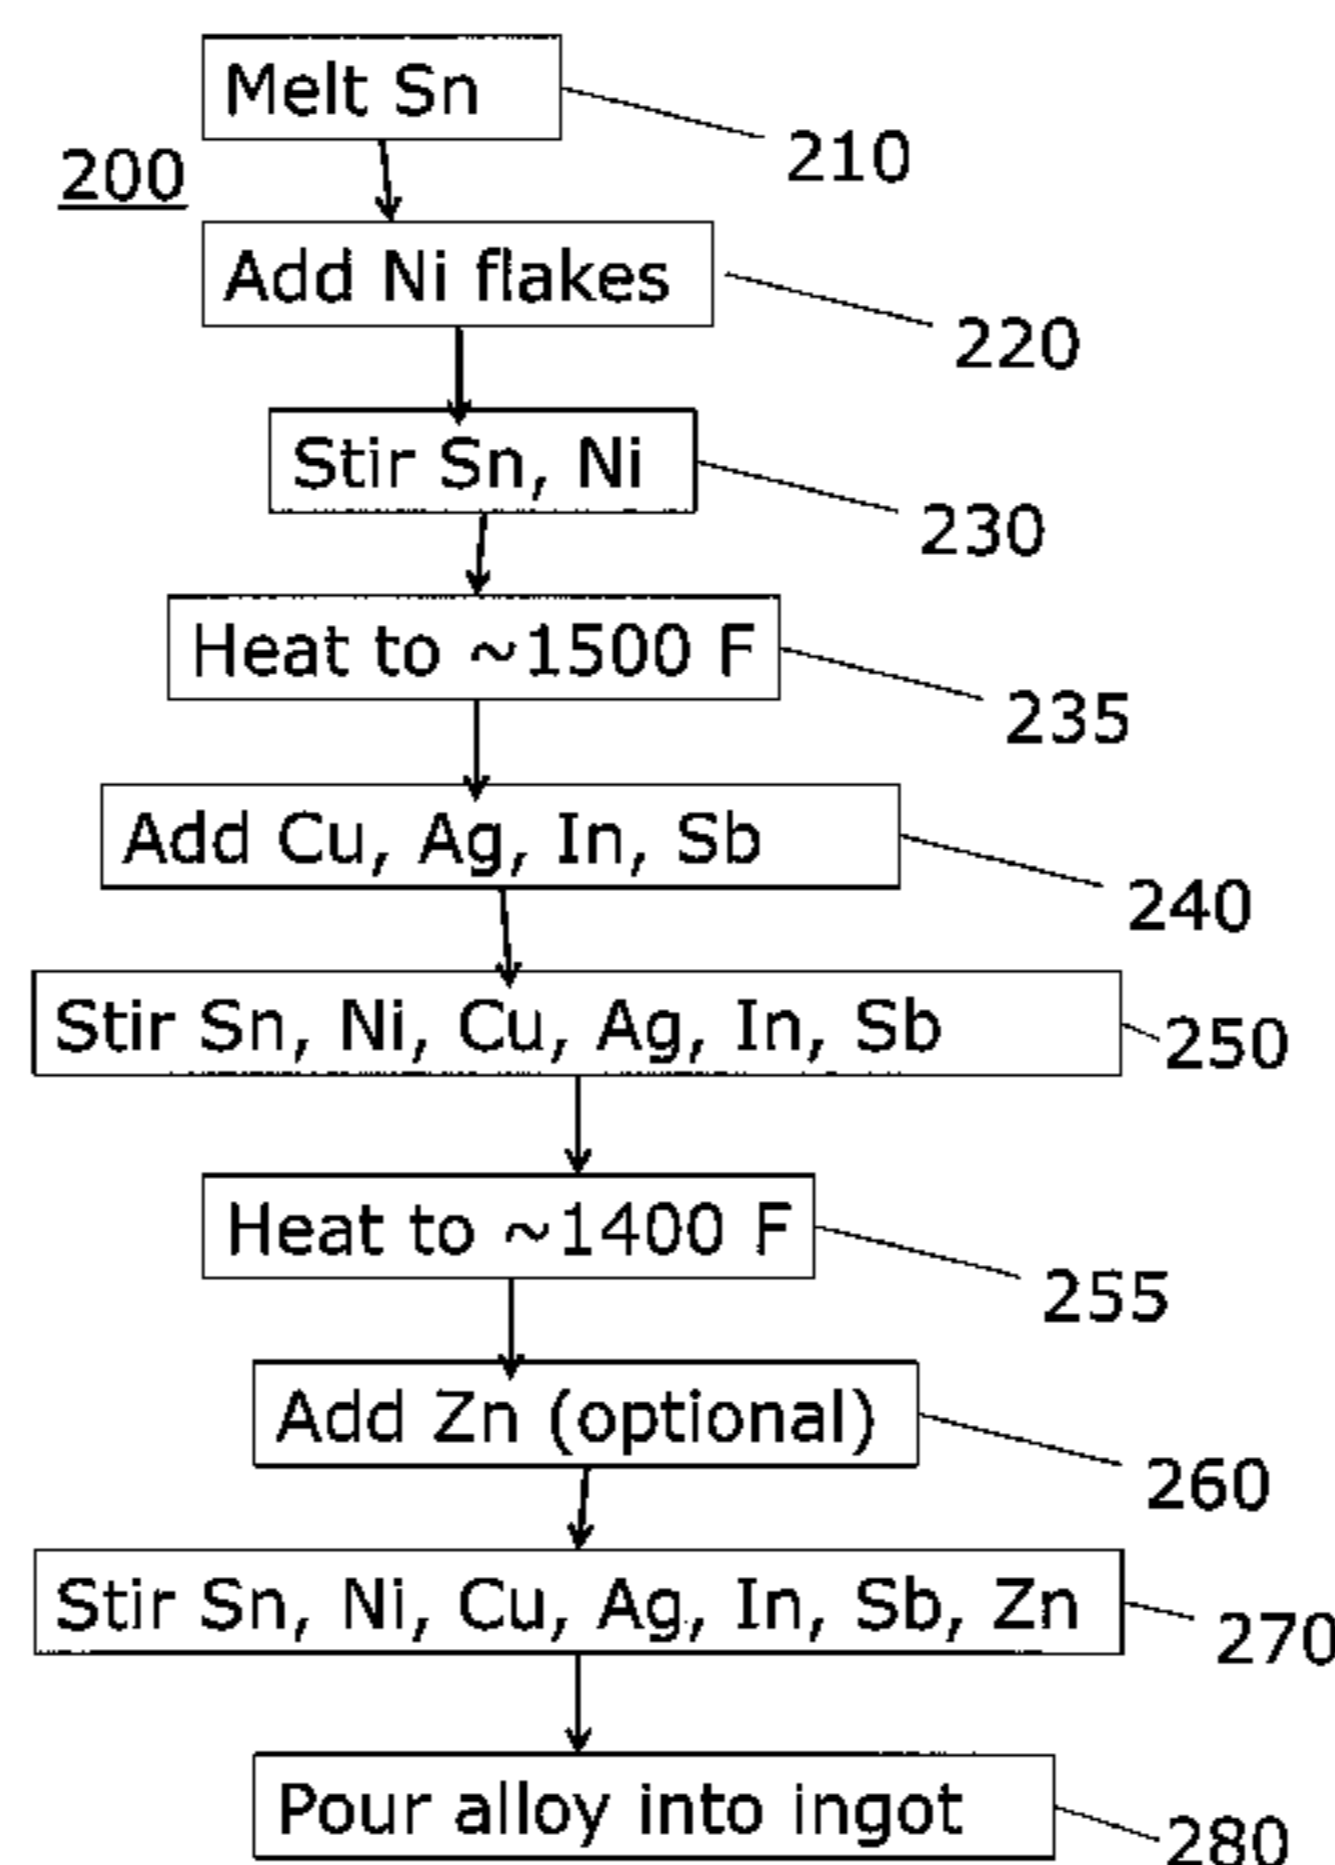 Melt Sn
210
200
Add Ni flakes
220
Stir Sn, Ni
230
Heat to ~1500 F
235
Add Cu, Ag, In, Sb
240
Stir Sn, Ni, Cu, Ag, In, Sb
250
Heat to ~1400 F
255
Add Zn (optional)
260
Stir Sn, Ni, Cu, Ag, In, Sb, Zn
270
Pour alloy into ingot
280